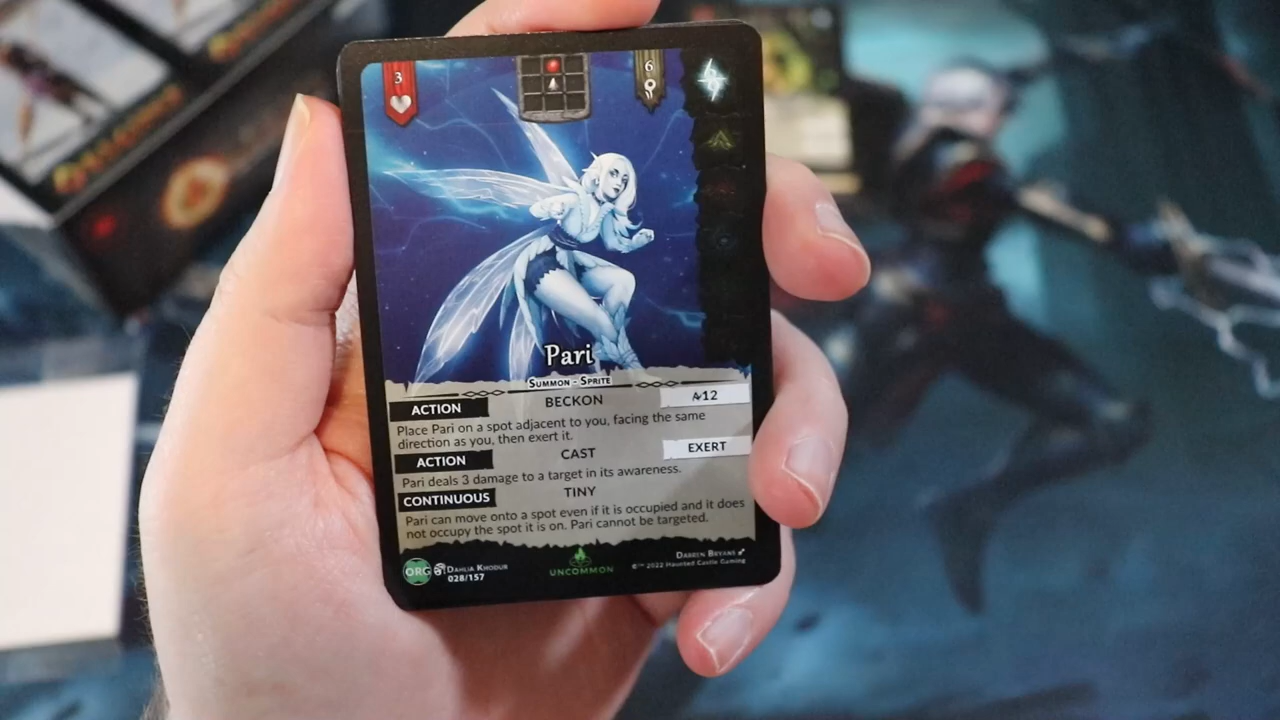 3
6
Pari
SUMMON - SPRITE
ACTION BECKON 12
Place Pari on a spot adjacent to you, facing the same
direction as you, then exert it.
ACTION CAST EXERT
Pari deals 3 damage to a target in its awareness.
CONTINUOUS TINY
Pari can move onto a spot even if it is occupied and it does
not occupy the spot it is on. Pari cannot be targeted.
ORG DAHLIA KHODUR UNCOMMON DARREN BRYANS
028/157 ©™ 2022 HAUNTED CASTLE GAMING